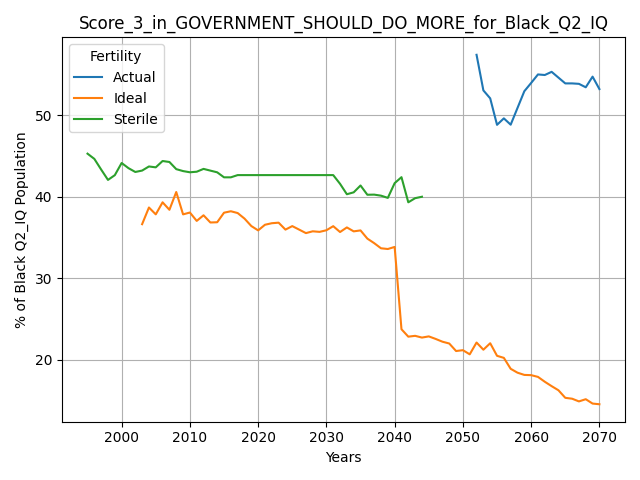 Score_3_in_GOVERNMENT_SHOULD_DO_MORE_for_Black_Q2_IQ
Fertility
Actual
Ideal
Sterile
% of Black Q2_IQ Population
50
40
30
20
2000 2010 2020 2030 2040 2050 2060 2070
Years